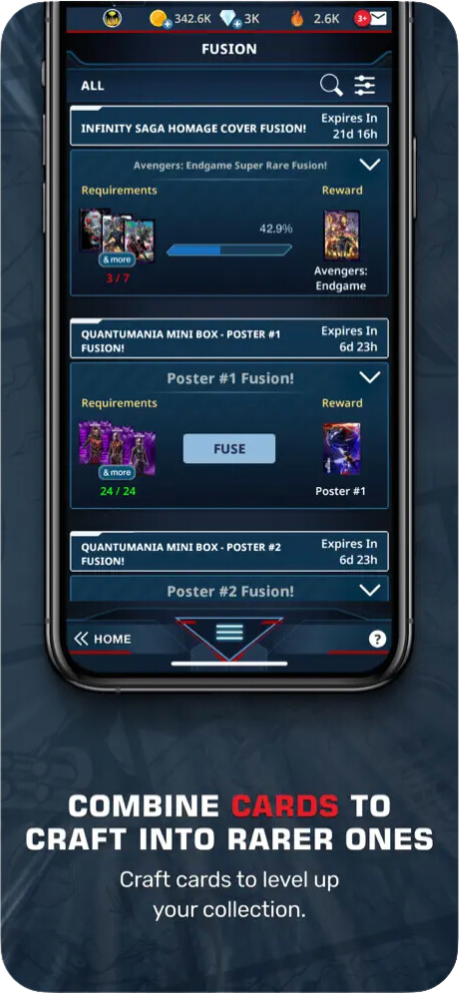 342.6K 3K 2.6K 3+
FUSION
ALL
INFINITY SAGA HOMAGE COVER FUSION!
Expires In
21d 16h
Avengers: Endgame Super Rare Fusion!
Requirements
Reward
42.9%
& more
3 / 7
Avengers:
Endgame
QUANTUMANIA MINI BOX - POSTER #1
FUSION!
Expires In
6d 23h
Poster #1 Fusion!
Requirements
Reward
FUSE
& more
24 / 24
Poster #1
QUANTUMANIA MINI BOX - POSTER #2
FUSION!
Expires In
6d 23h
Poster #2 Fusion!
HOME
?
COMBINE CARDS TO
CRAFT INTO RARER ONES
Craft cards to level up
your collection.